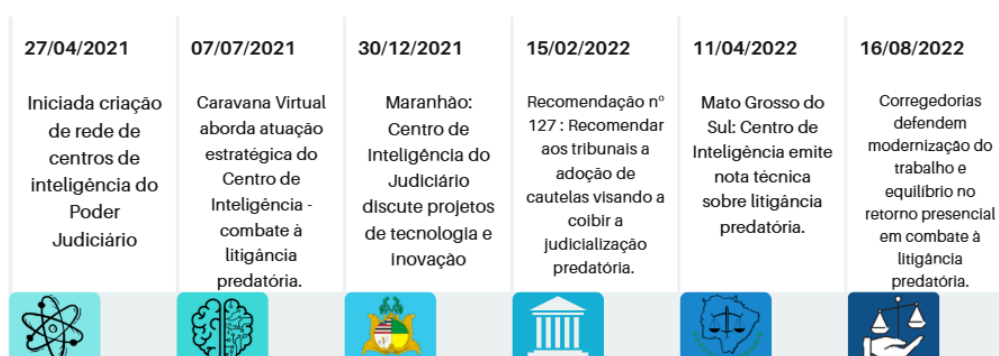 27/04/2021
Iniciada criação
de rede de
centros de
inteligência do
Poder
Judiciário
07/07/2021
Caravana Virtual
aborda atuação
estratégica do
Centro de
Inteligência -
combate à
litigância
predatória.
30/12/2021
Maranhão:
Centro de
Inteligência do
Judiciário
discute projetos
de tecnologia e
inovação
15/02/2022
Recomendação nº
127 : Recomendar
aos tribunais a
adoção de
cautelas visando a
coibir a
judicialização
predatória.
11/04/2022
Mato Grosso do
Sul: Centro de
Inteligência emite
nota técnica
sobre litigância
predatória.
16/08/2022
Corregedorias
defendem
modernização do
trabalho e
equilíbrio no
retorno presencial
em combate à
litigância
predatória.